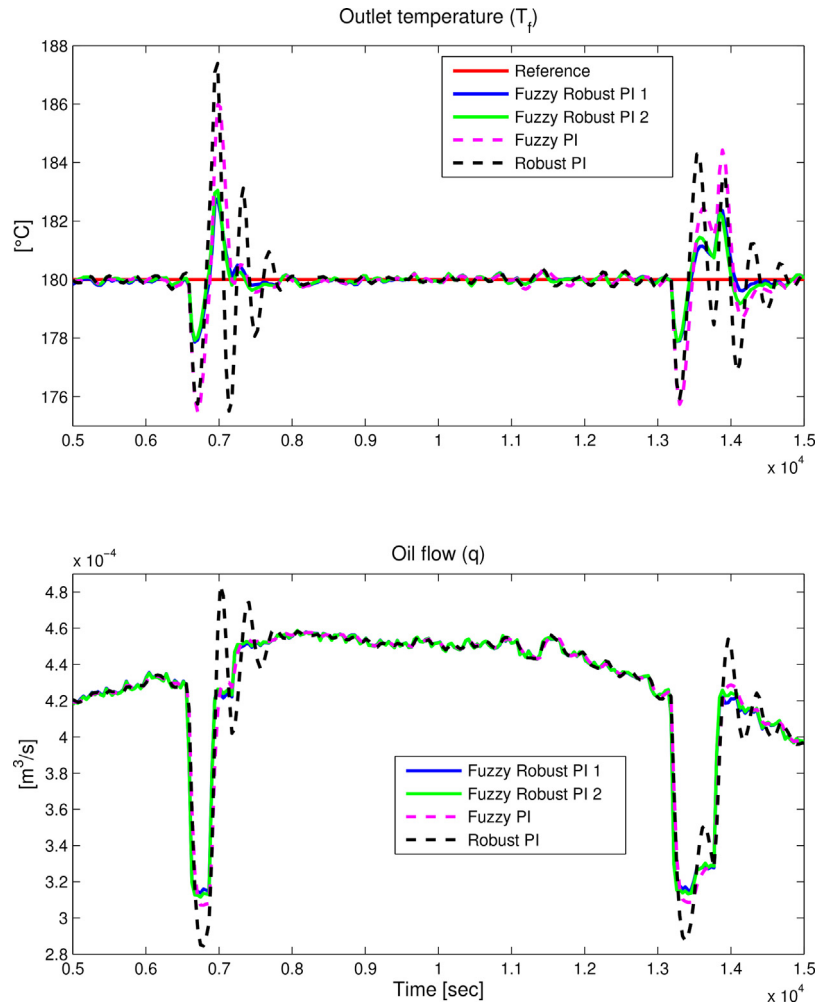 Outlet temperature (T_f)
188
186
184
182
180
178
176
[°C]
Reference
Fuzzy Robust PI 1
Fuzzy Robust PI 2
Fuzzy PI
Robust PI
0.5 0.6 0.7 0.8 0.9 1 1.1 1.2 1.3 1.4 1.5
x 10⁴
x 10⁻⁴
Oil flow (q)
4.8
4.6
4.4
4.2
4
3.8
3.6
3.4
3.2
3
2.8
[m³/s]
Fuzzy Robust PI 1
Fuzzy Robust PI 2
Fuzzy PI
Robust PI
0.5 0.6 0.7 0.8 0.9 1 1.1 1.2 1.3 1.4 1.5
Time [sec]
x 10⁴